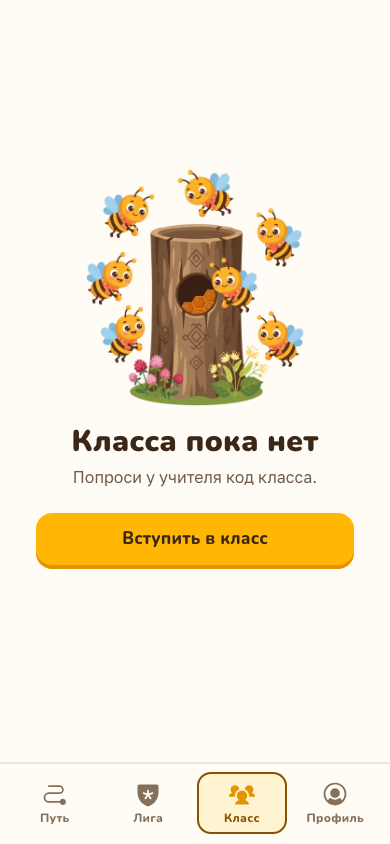 Класса пока нет
Попроси у учителя код класса.
Вступить в класс
Путь
Лига
Класс
Профиль